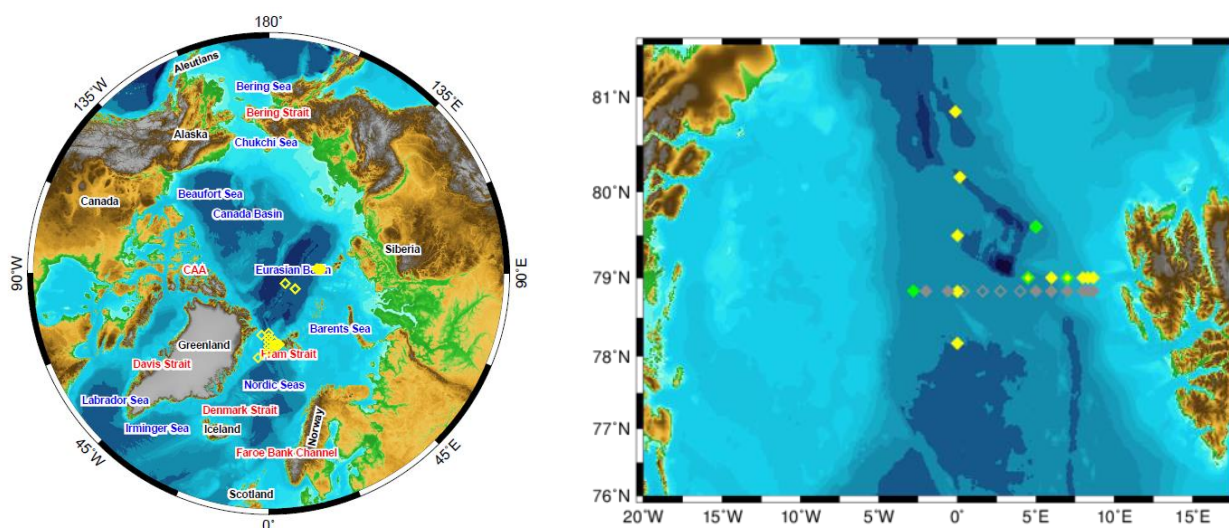 180°
135°W
135°E
90°W
90°E
45°W
45°E
0°
Aleutians
Bering Sea
Bering Strait
Alaska
Chukchi Sea
Canada
Beaufort Sea
Canada Basin
Siberia
CAA
Eurasian Basin
Barents Sea
Greenland
Fram Strait
Davis Strait
Nordic Seas
Labrador Sea
Denmark Strait
Irminger Sea
Iceland
Norway
Faroe Bank Channel
Scotland
81°N
80°N
79°N
78°N
77°N
76°N
20°W
15°W
10°W
5°W
0°
5°E
10°E
15°E